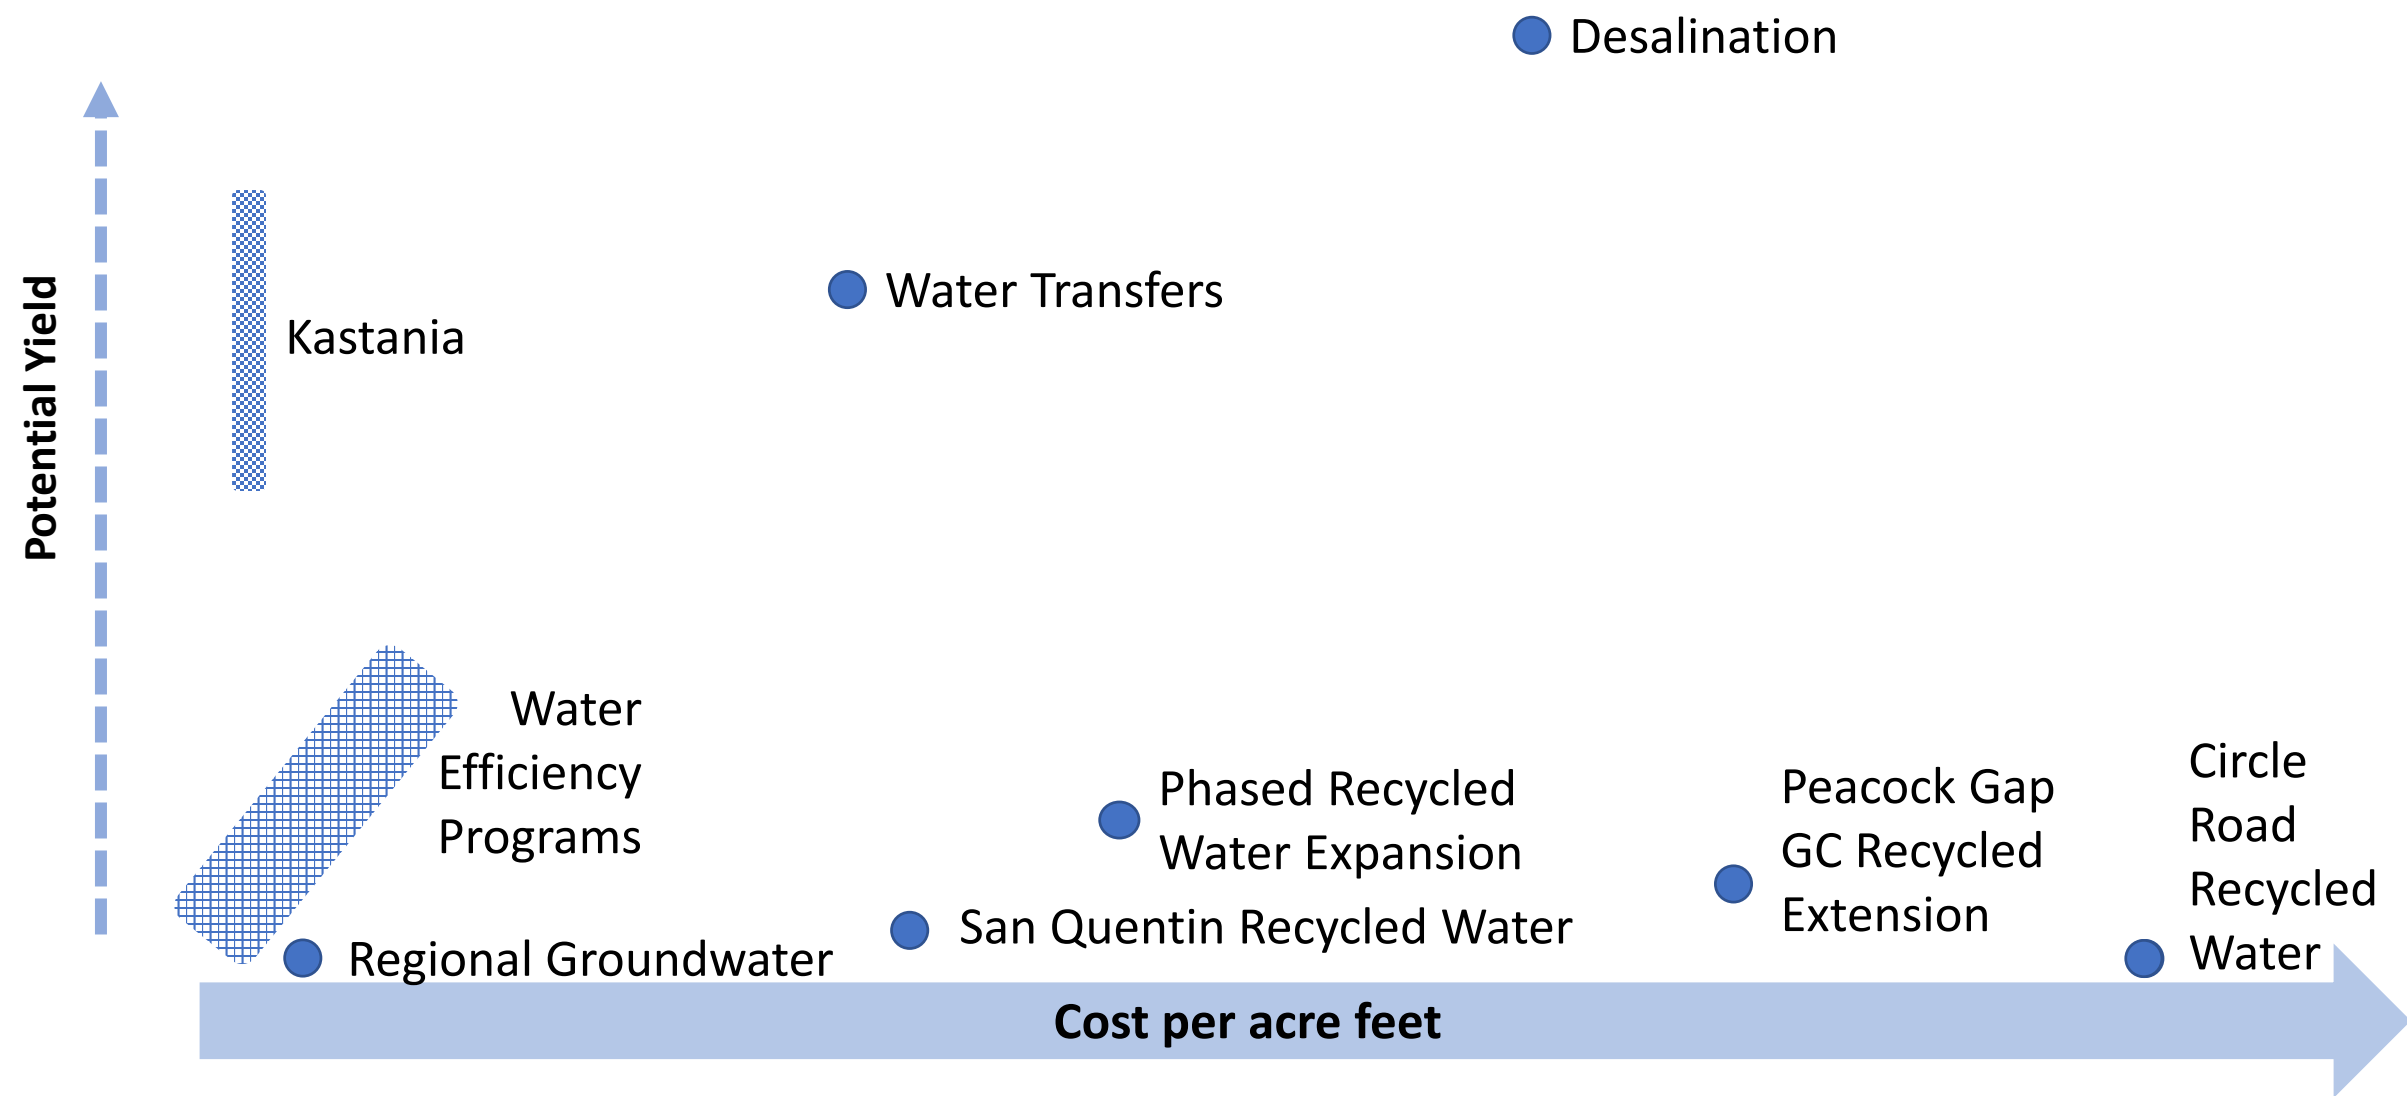 Desalination
Potential Yield
Water Transfers
Kastania
Water
Efficiency
Programs
Phased Recycled
Water Expansion
Peacock Gap
GC Recycled
Extension
Circle
Road
Recycled
Water
San Quentin Recycled Water
Regional Groundwater
Cost per acre feet